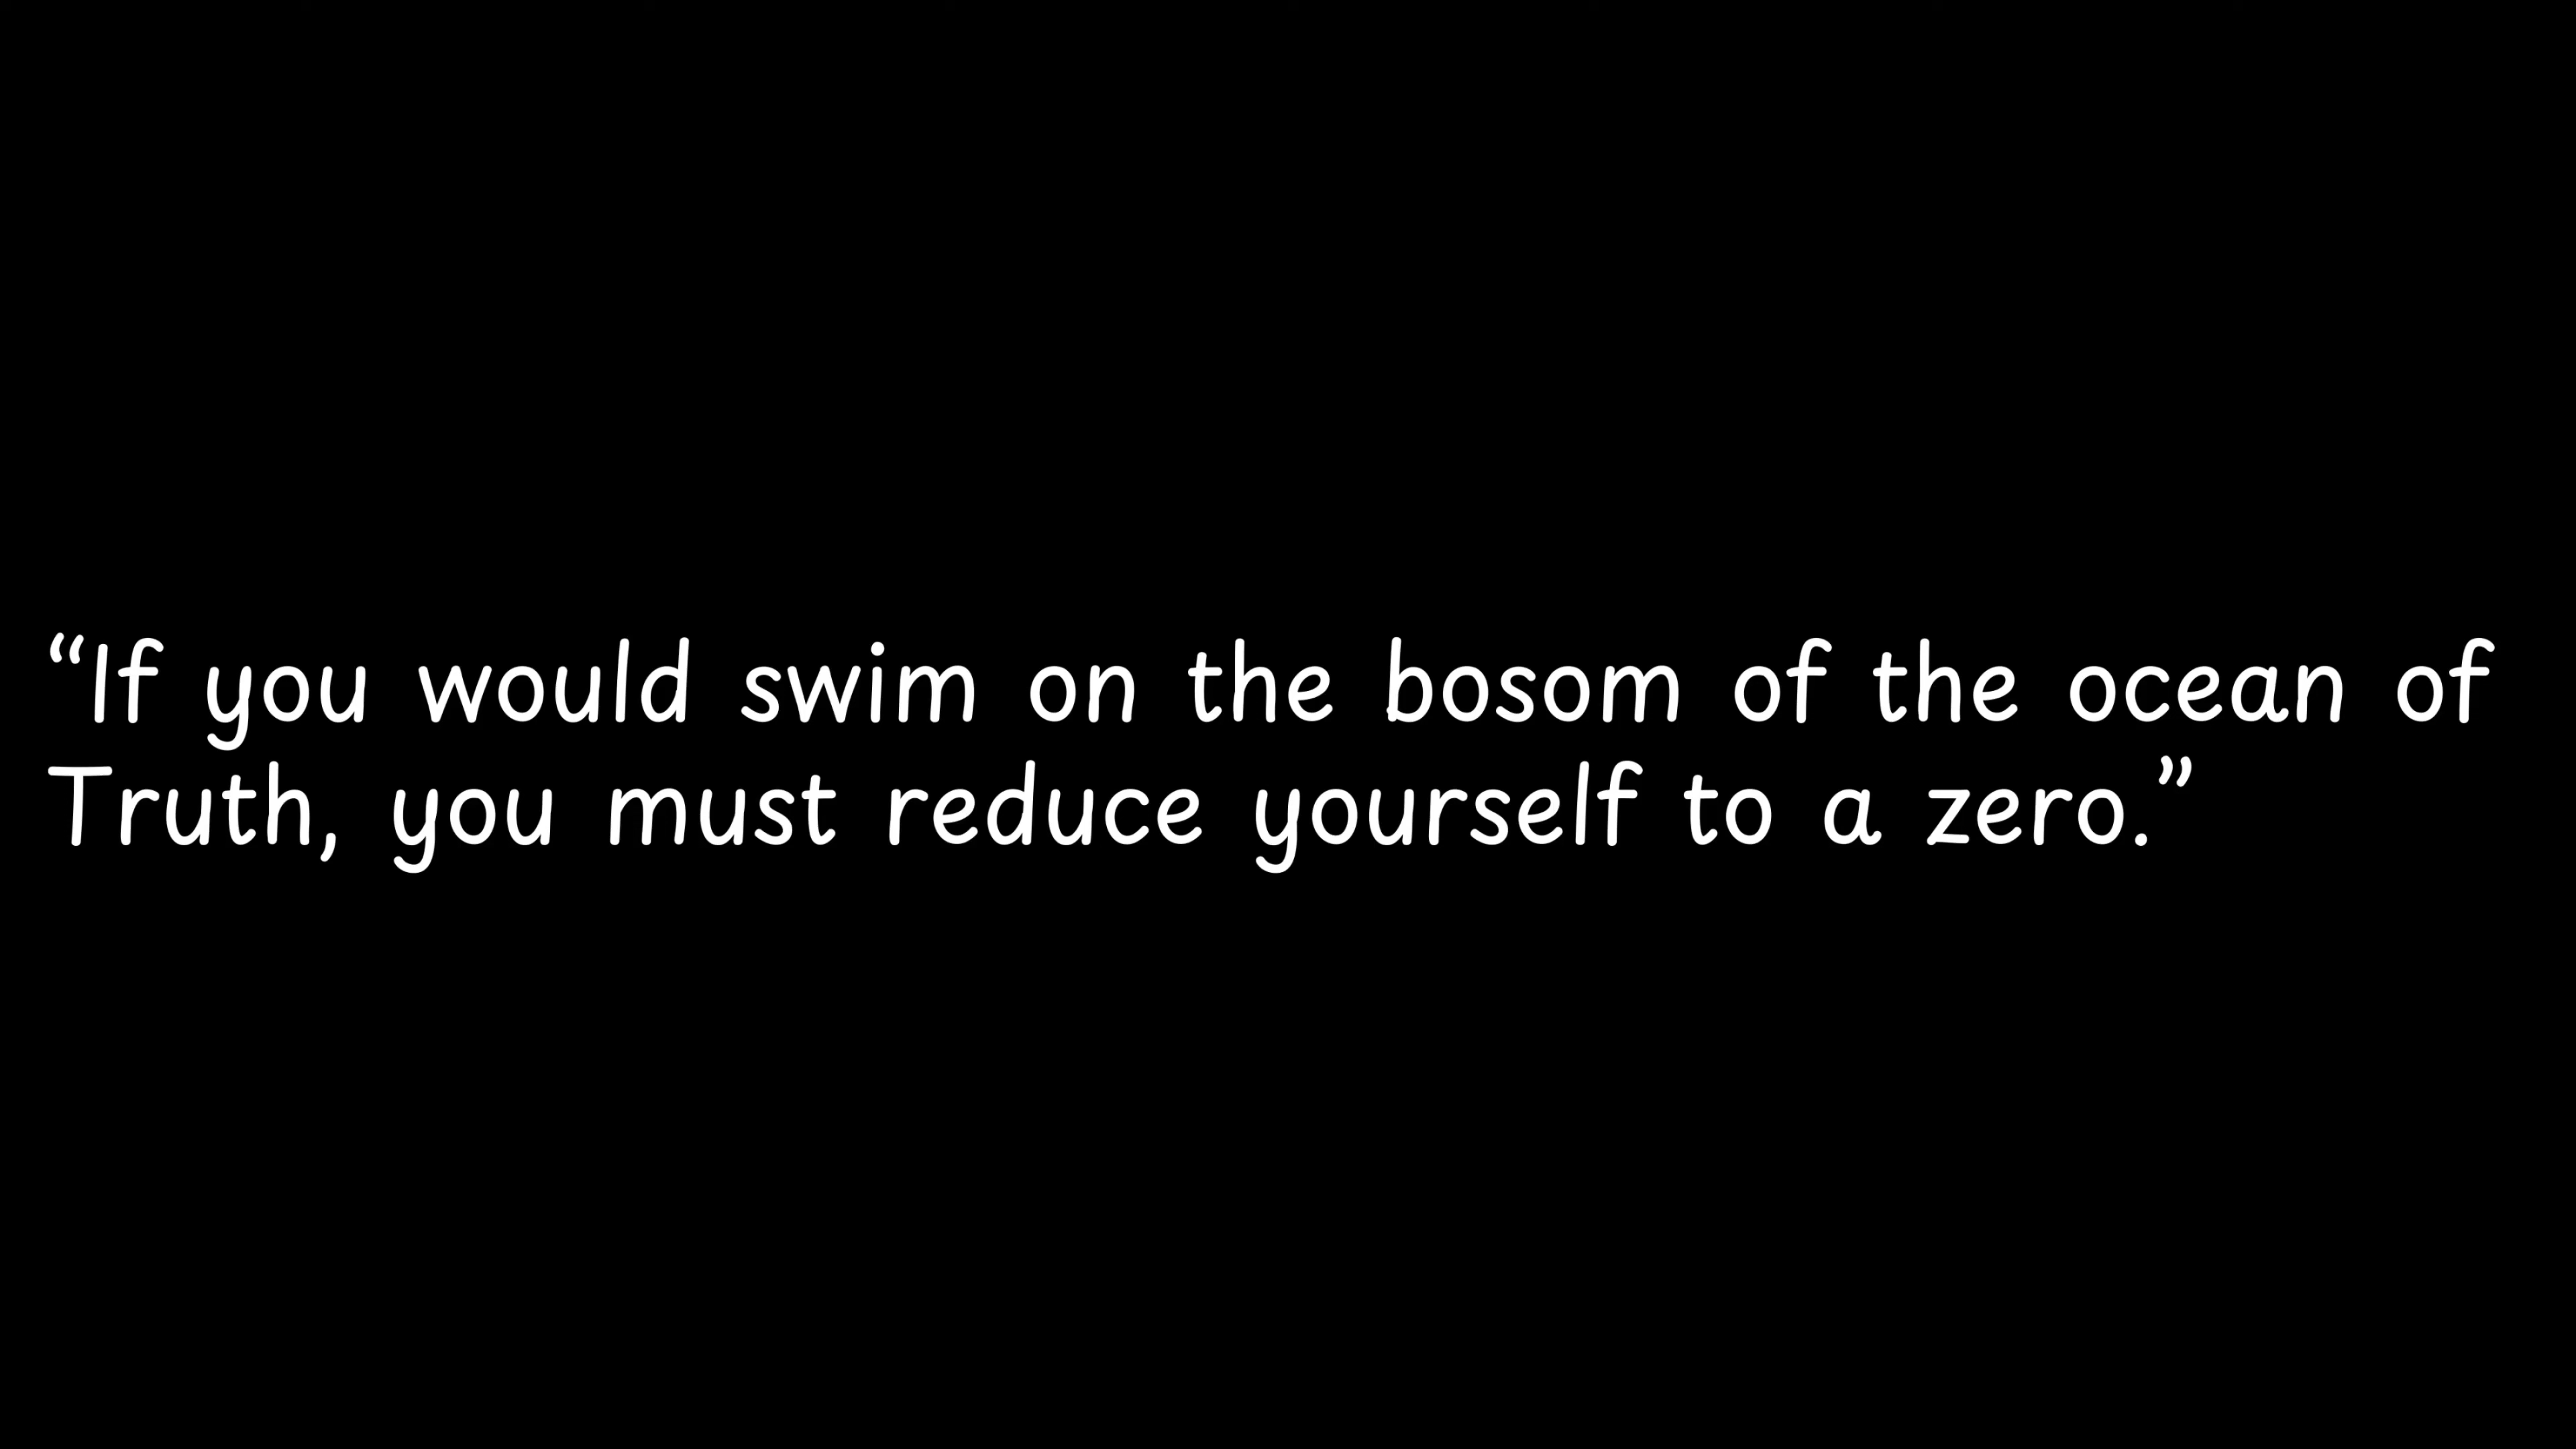 “If you would swim on the bosom of the ocean of
Truth, you must reduce yourself to a zero.”